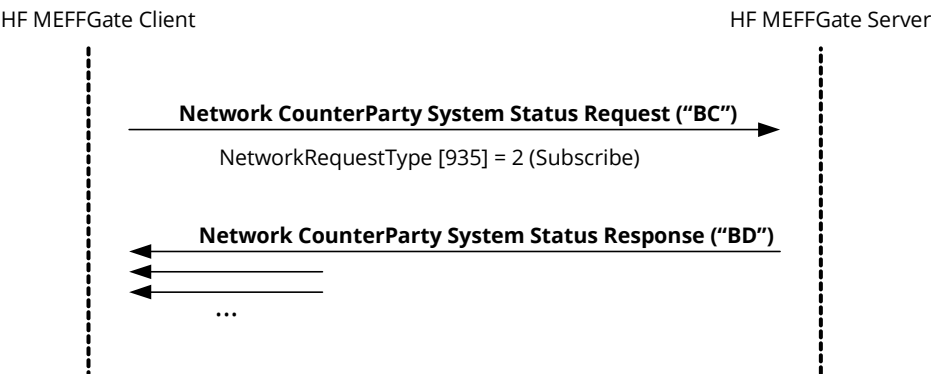 HF MEFFGate Client
HF MEFFGate Server
Network CounterParty System Status Request (“BC”)
NetworkRequestType [935] = 2 (Subscribe)
Network CounterParty System Status Response (“BD”)
...